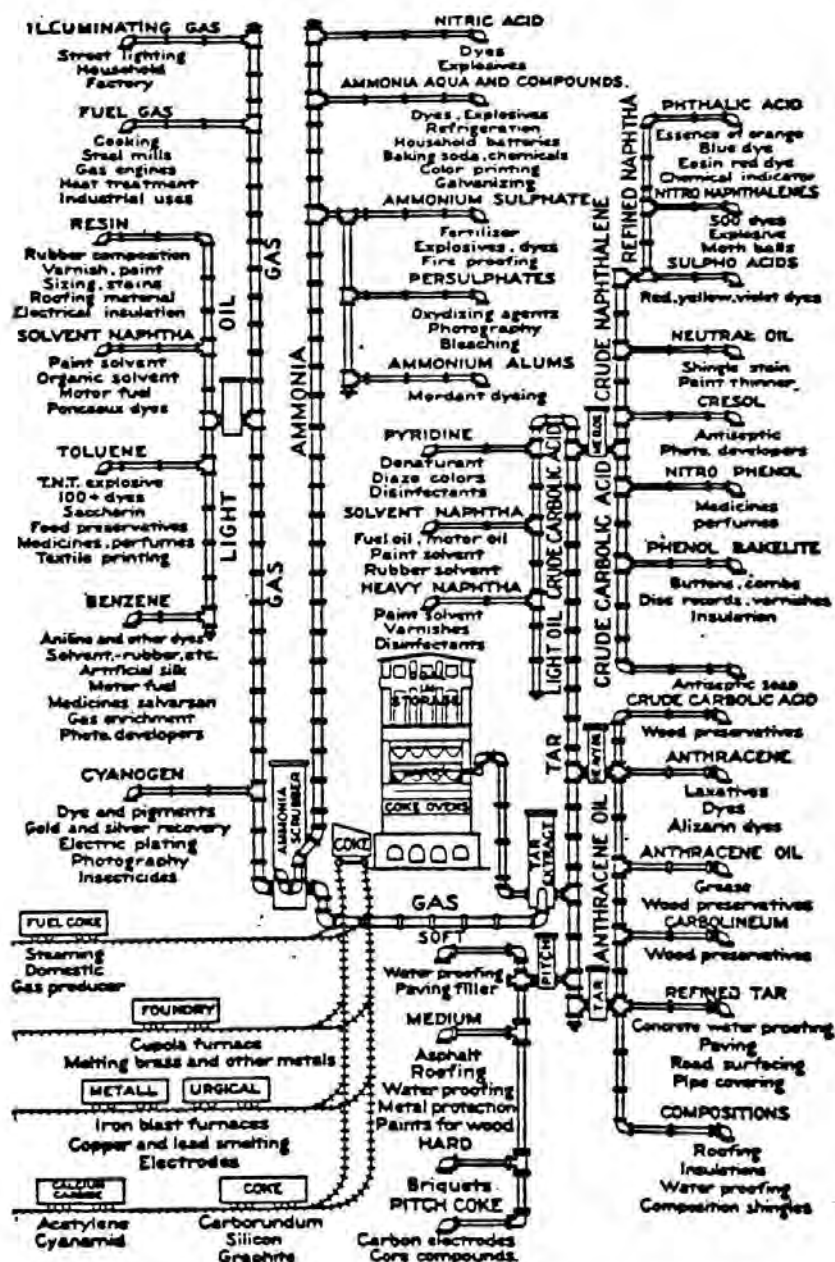 ILLUMINATING GAS
Street lighting
Household
Factory
FUEL GAS
Cooking
Steel mills
Gas engines
Heat treatment
Industrial uses
RESIN
Rubber composition
Varnish, paint
Sizing, stains
Roofing material
Electrical insulation
SOLVENT NAPHTHA
Paint solvent
Organic solvent
Motor fuel
Ponceaux dyes
TOLUENE
T.N.T. explosive
100+ dyes
Saccharin
Food preservatives
Medicines, perfumes
Textile printing
BENZENE
Aniline and other dyes
Solvent,-rubber, etc.
Artificial silk
Motor fuel
Medicines salvarsan
Gas enrichment
Photo. developers
CYANOGEN
Dye and pigments
Gold and silver recovery
Electric plating
Photography
Insecticides
LIGHT OIL
GAS
GAS
AMMONIA
AMMONIA SCRUBBER
NITRIC ACID
Dyes
Explosives
AMMONIA AQUA AND COMPOUNDS.
Dyes, Explosives
Refrigeration
Household batteries
Baking soda, chemicals
Color printing
Galvanizing
AMMONIUM SULPHATE
Fertilizer
Explosives, dyes
Fire proofing
PERSULPHATES
Oxydizing agents
Photography
Bleaching
AMMONIUM ALUMS
Mordant dyeing
PYRIDINE
Denaturant
Diazo colors
Disinfectants
SOLVENT NAPHTHA
Fuel oil, motor oil
Paint solvent
Rubber solvent
HEAVY NAPHTHA
Paint solvent
Varnishes
Disinfectants
LIGHT OIL CRUDE CARBOLIC ACID
TAR
STORAGE
COKE OVENS
COKE
TAR EXTRACT
GAS
REFINED NAPHTHA
CRUDE NAPHTHALENE
CRUDE CARBOLIC ACID
PHTHALIC ACID
Essence of orange
Blue dye
Eosin red dye
Chemical indicator
NITRO NAPHTHALENES
500 dyes
Explosive
Moth balls
SULPHO ACIDS
Red, yellow, violet dyes
NEUTRAL OIL
Shingle stain
Paint thinner
CRESOL
Antiseptic
Photo. developers
NITRO PHENOL
Medicines
perfumes
PHENOL BAKELITE
Buttons, combs
Disc records, varnishes
Insulation
Antiseptic soap
ANTHRACENE OIL
CRUDE CARBOLIC ACID
Wood preservatives
ANTHRACENE
Laxatives
Dyes
Alizarin dyes
ANTHRACENE OIL
Grease
Wood preservatives
CARBOLINEUM
Wood preservatives
TAR
REFINED TAR
Concrete water proofing
Paving
Road surfacing
Pipe covering
COMPOSITIONS
Roofing
Insulations
Water proofing
Composition shingles
PITCH
SOFT
Water proofing
Paving filler
MEDIUM
Asphalt
Roofing
Water proofing
Metal protection
Paints for wood
HARD
Briquets
PITCH COKE
Carbon electrodes
Core compounds.
FUEL COKE
Steaming
Domestic
Gas producer
FOUNDRY
Cupola furnace
Melting brass and other metals
METALL URGICAL
Iron blast furnaces
Copper and lead smelting
Electrodes
CALCIUM CARBIDE
Acetylene
Cyanamid
COKE
Carborundum
Silicon
Graphite